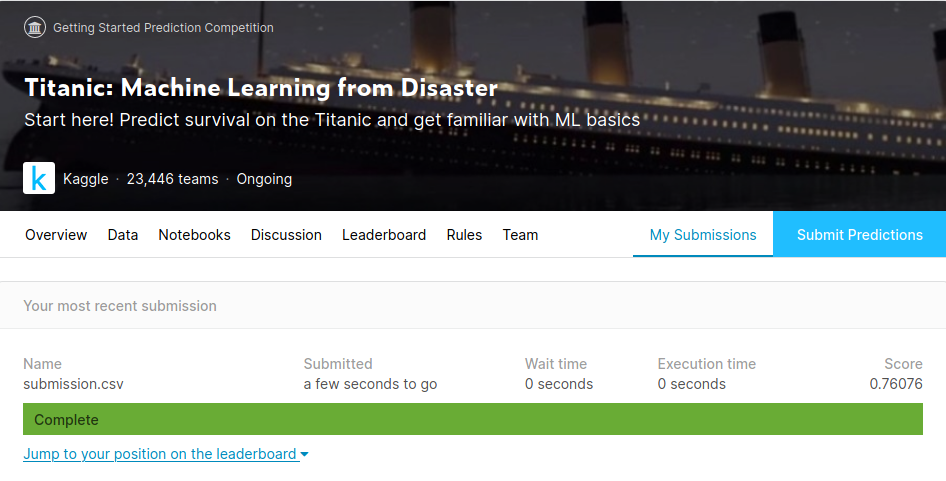 Getting Started Prediction Competition
Titanic: Machine Learning from Disaster
Start here! Predict survival on the Titanic and get familiar with ML basics
k Kaggle · 23,446 teams · Ongoing
Overview Data Notebooks Discussion Leaderboard Rules Team My Submissions Submit Predictions
Your most recent submission
Name Submitted Wait time Execution time Score
submission.csv a few seconds to go 0 seconds 0 seconds 0.76076
Complete
Jump to your position on the leaderboard